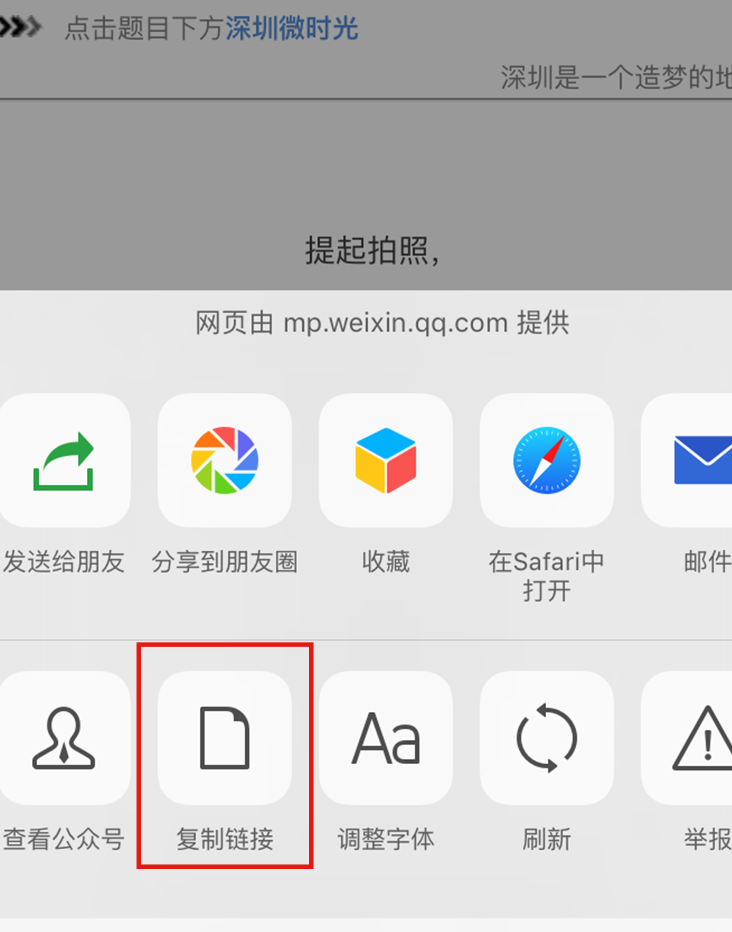 点击题目下方深圳微时光
深圳是一个造梦的地
提起拍照,
网页由 mp.weixin.qq.com 提供
发送给朋友
分享到朋友圈
收藏
在Safari中
打开
邮件
查看公众号
复制链接
Aa
调整字体
刷新
举报